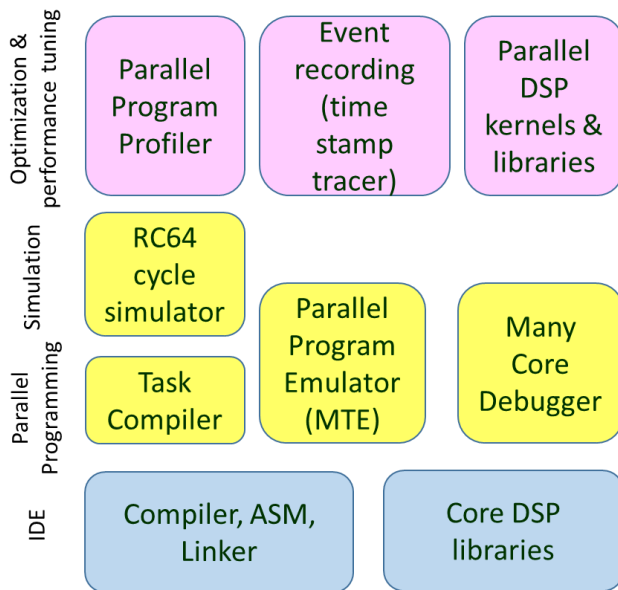 Optimization &
performance tuning
Parallel
Program
Profiler
Event
recording
(time
stamp
tracer)
Parallel
DSP
kernels &
libraries
Simulation
RC64
cycle
simulator
Parallel
Programming
Task
Compiler
Parallel
Program
Emulator
(MTE)
Many
Core
Debugger
IDE
Compiler, ASM,
Linker
Core DSP
libraries